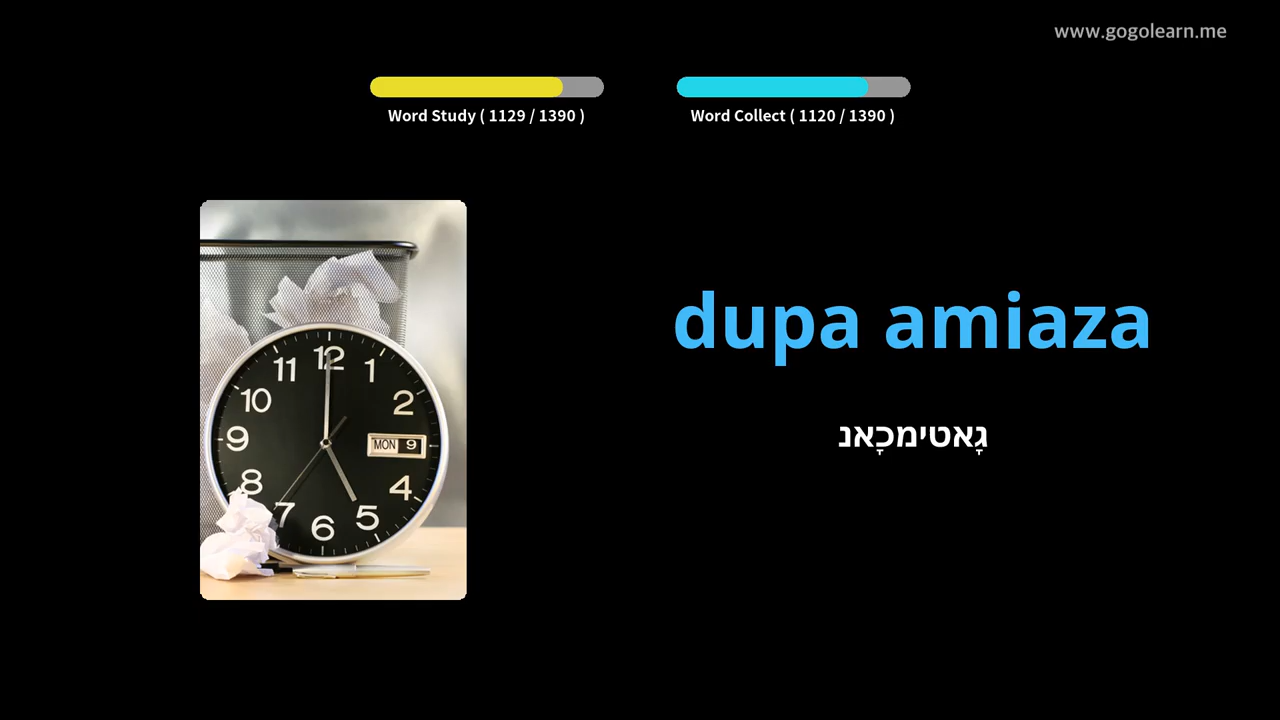 www.gogolearn.me
Word Study ( 1129 / 1390 )
Word Collect ( 1120 / 1390 )
12
11
1
10
2
9
MON 9
8
4
7
5
6
dupa amiaza
גָאטימכָאנ